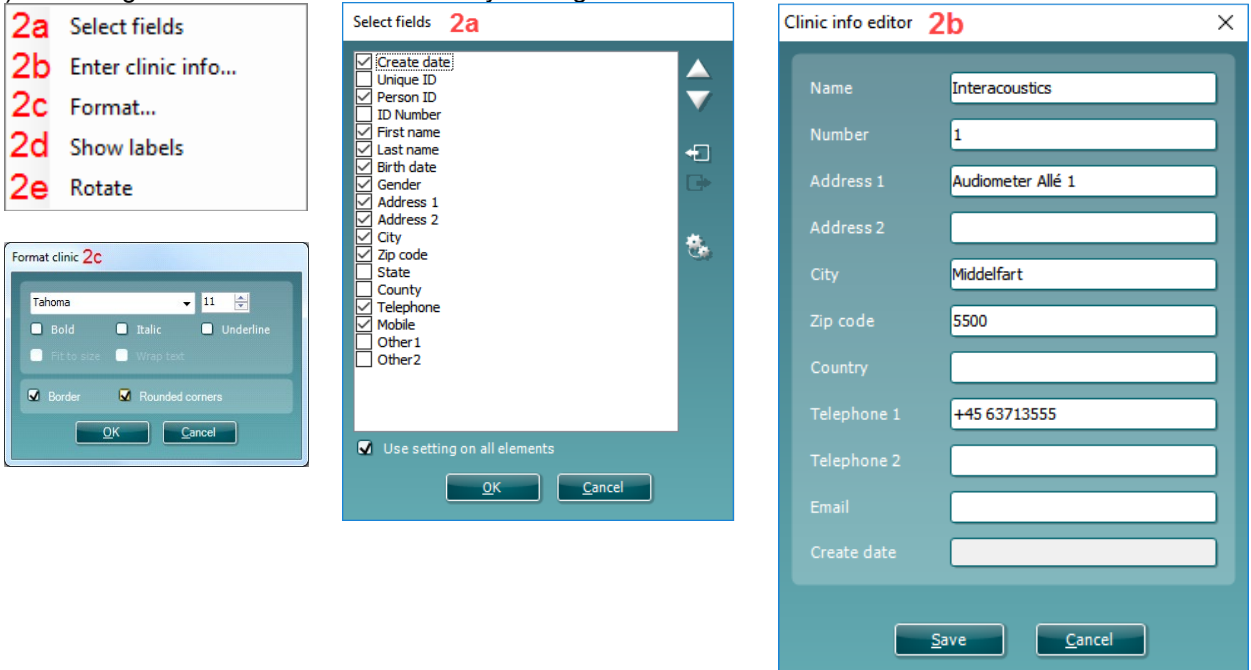 2a Select fields
2b Enter clinic info...
2c Format...
2d Show labels
2e Rotate
Format clinic 2c
Tahoma 11
Bold Italic Underline
Fit to size Wrap text
Border Rounded corners
OK Cancel
Select fields 2a
Create date
Unique ID
Person ID
ID Number
First name
Last name
Birth date
Gender
Address 1
Address 2
City
Zip code
State
County
Telephone
Mobile
Other1
Other2
Use setting on all elements
OK Cancel
Clinic info editor 2b
Name Interacoustics
Number 1
Address 1 Audiometer Allé 1
Address 2
City Middelfart
Zip code 5500
Country
Telephone 1 +45 63713555
Telephone 2
Email
Create date
Save Cancel